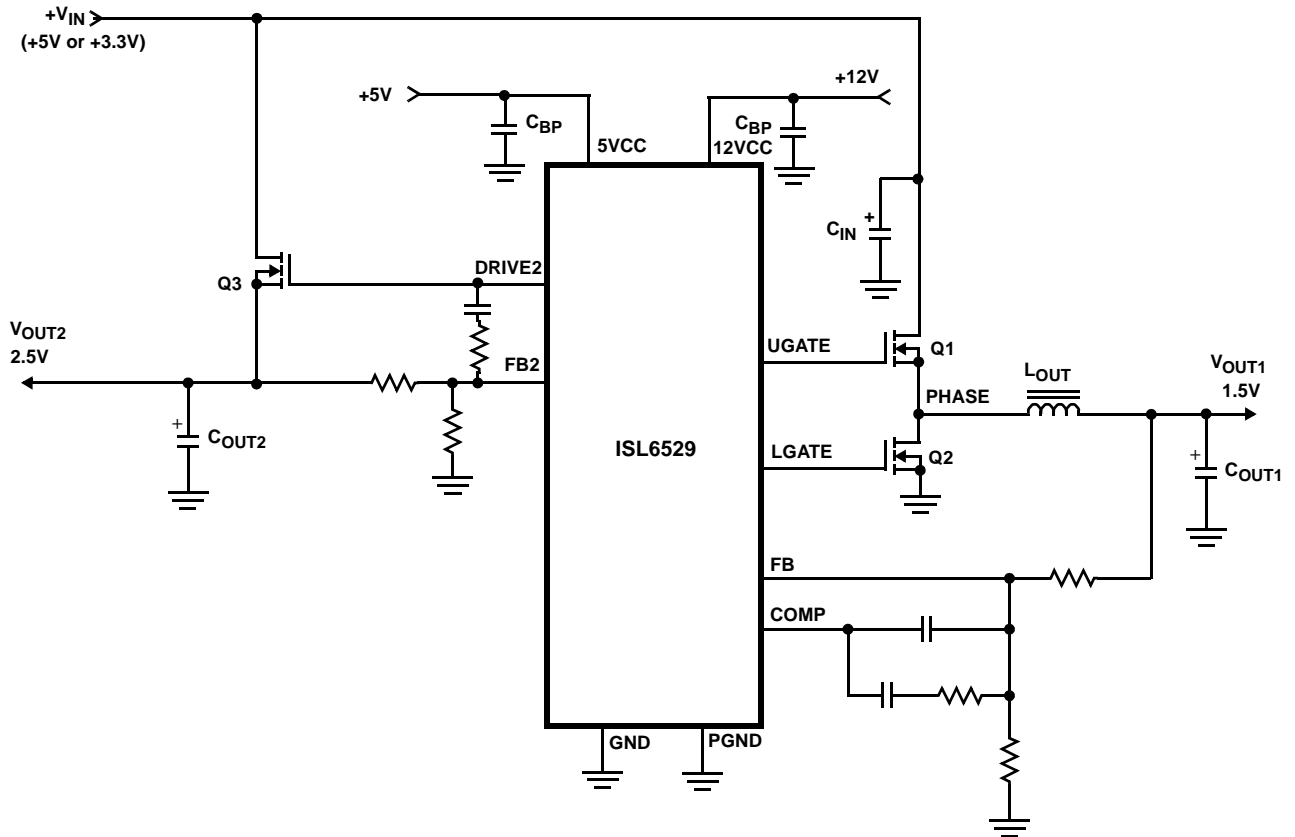 +VIN
(+5V or +3.3V)
+5V
+12V
CBP
CBP
5VCC
12VCC
CIN
+
Q3
DRIVE2
VOUT2
2.5V
FB2
UGATE
Q1
LOUT
VOUT1
1.5V
PHASE
+
COUT2
ISL6529
LGATE
Q2
+
COUT1
FB
COMP
GND
PGND